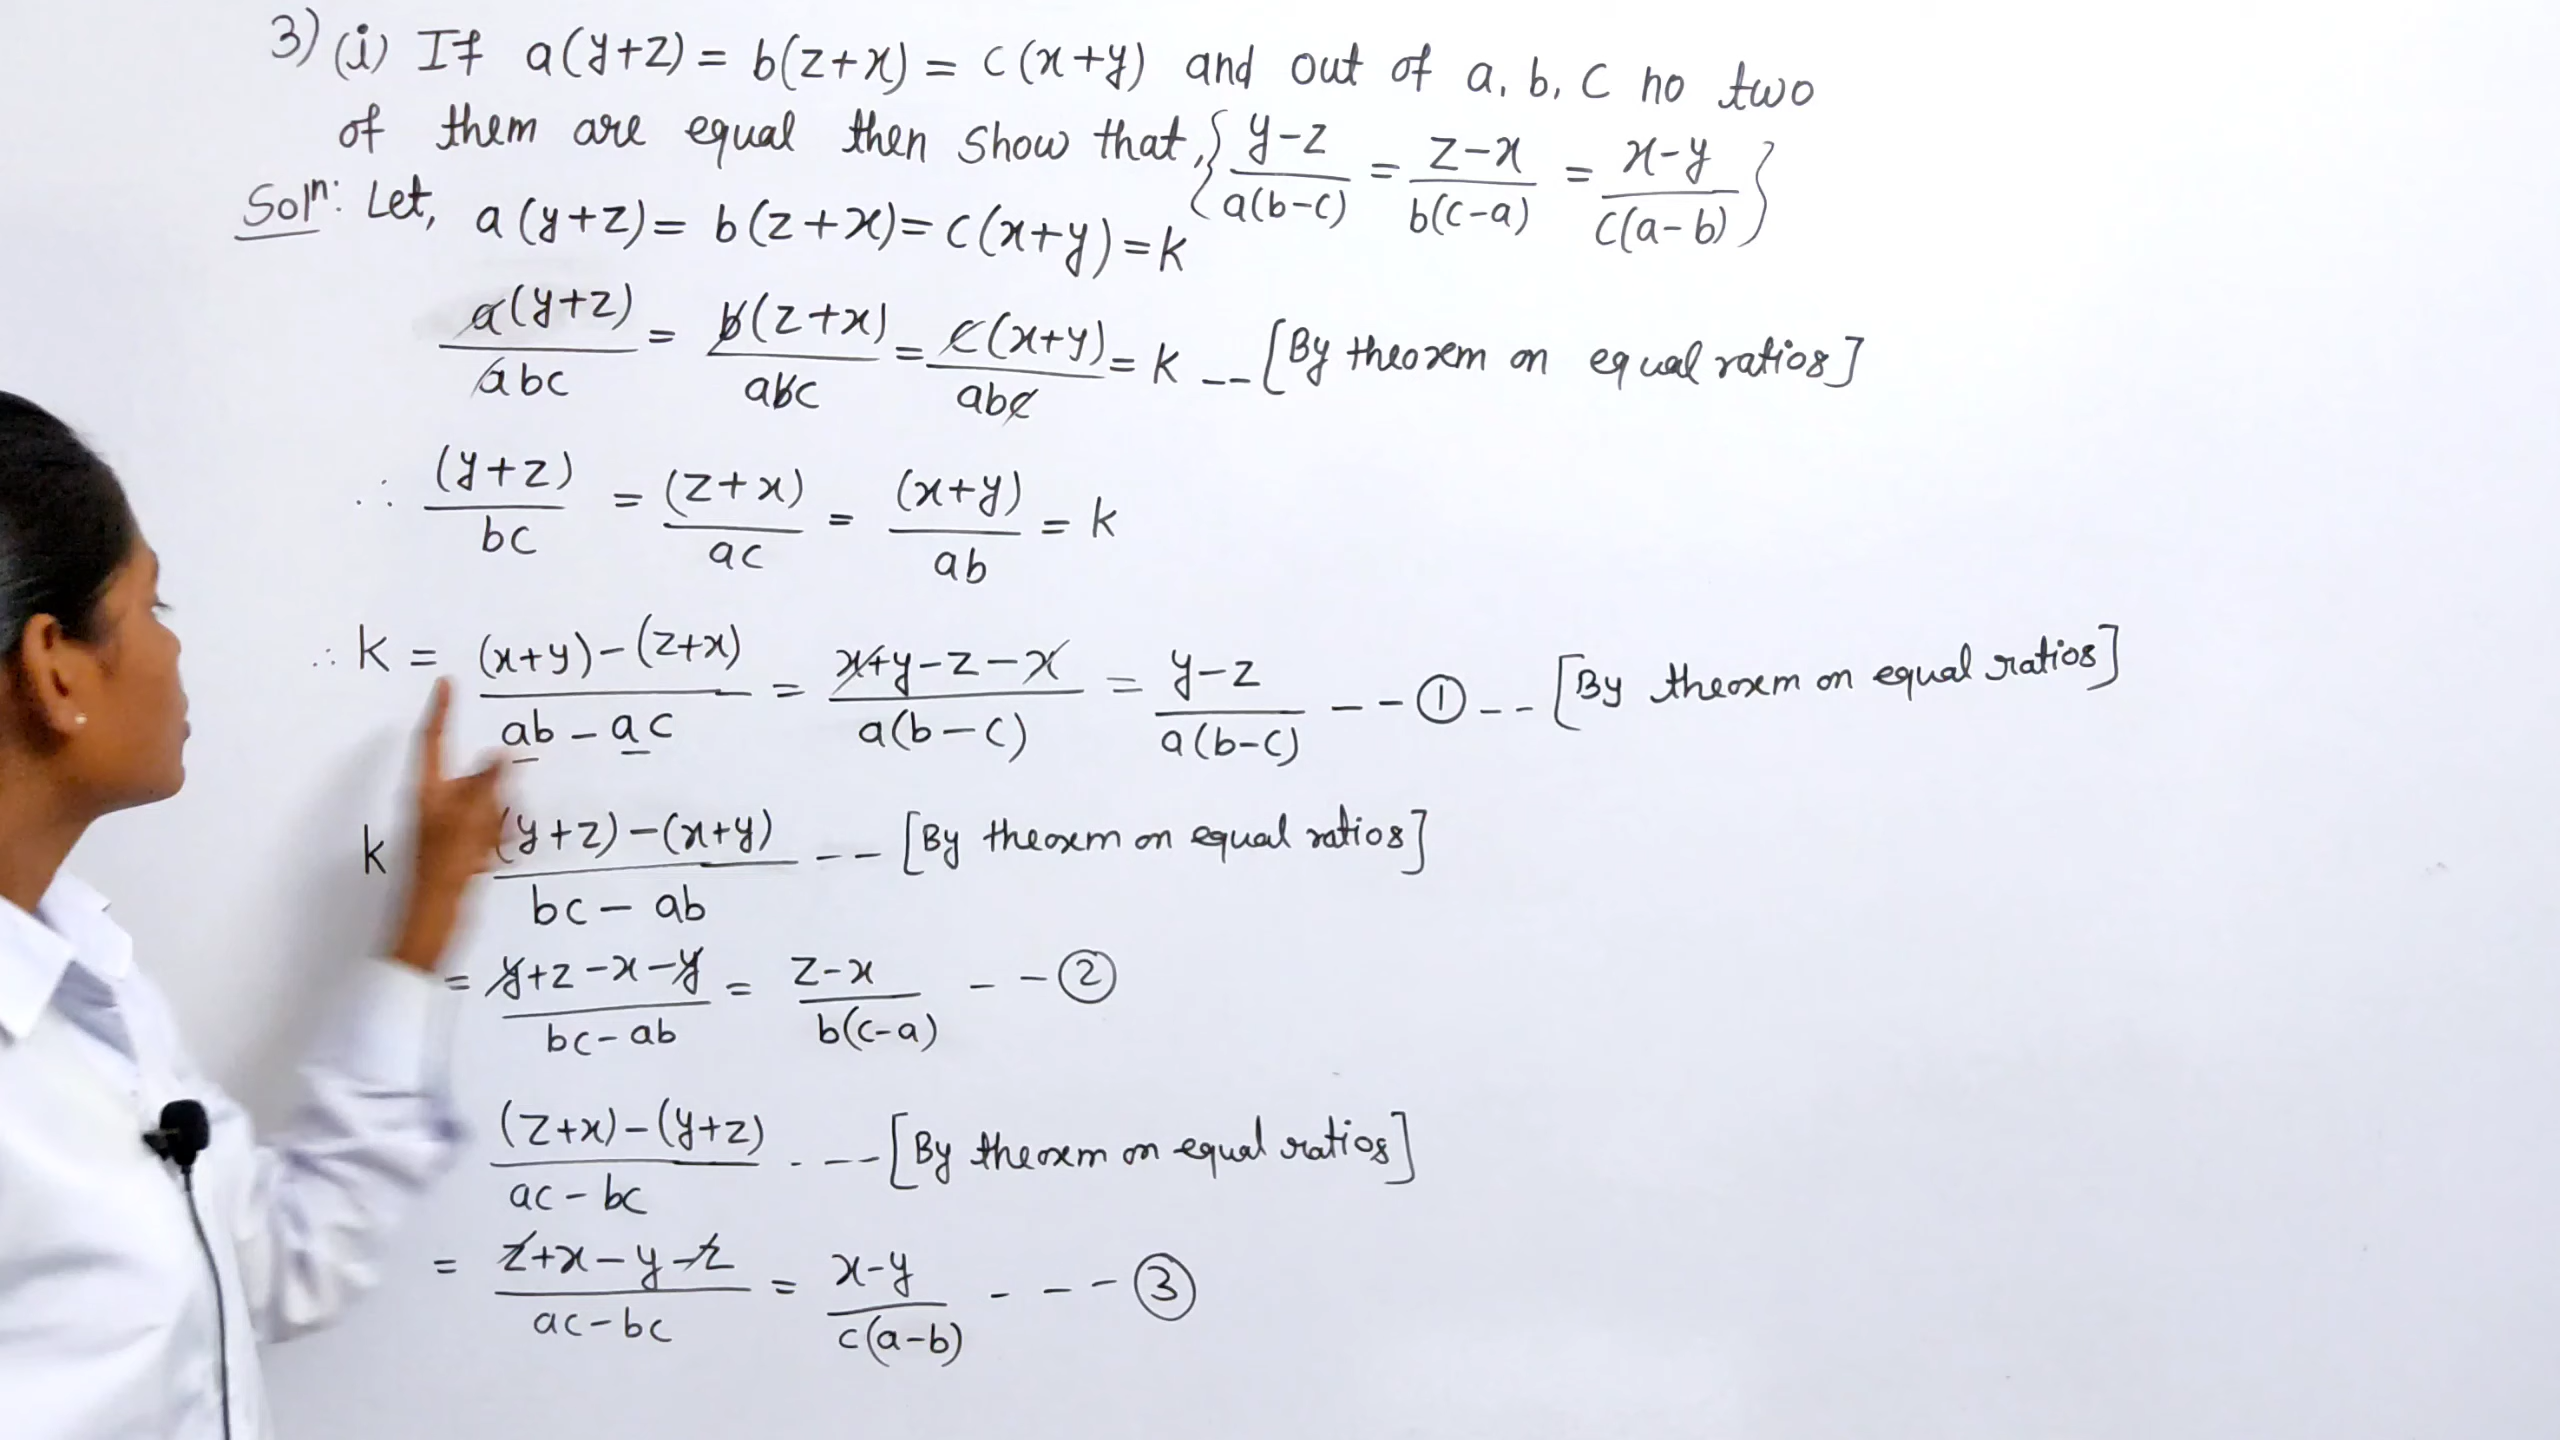 3) (i) If a(y+z) = b(z+x) = c(x+y) and out of a, b, c no two
of them are equal then show that, { (y-z)/(a(b-c)) = (z-x)/(b(c-a)) = (x-y)/(c(a-b)) }
Solⁿ: Let, a(y+z) = b(z+x) = c(x+y) = k
a(y+z)/abc = b(z+x)/abc = c(x+y)/abc = k -- [By theorem on equal ratios]
∴ (y+z)/bc = (z+x)/ac = (x+y)/ab = k
∴ k = ((x+y)-(z+x))/(ab-ac) = (x+y-z-x)/(a(b-c)) = (y-z)/(a(b-c)) -- ① -- [By theorem on equal ratios]
k ((y+z)-(x+y))/(bc-ab) -- [By theorem on equal ratios]
= (y+z-x-y)/(bc-ab) = (z-x)/(b(c-a)) -- ②
((z+x)-(y+z))/(ac-bc) --- [By theorem on equal ratios]
= (z+x-y-z)/(ac-bc) = (x-y)/(c(a-b)) --- ③